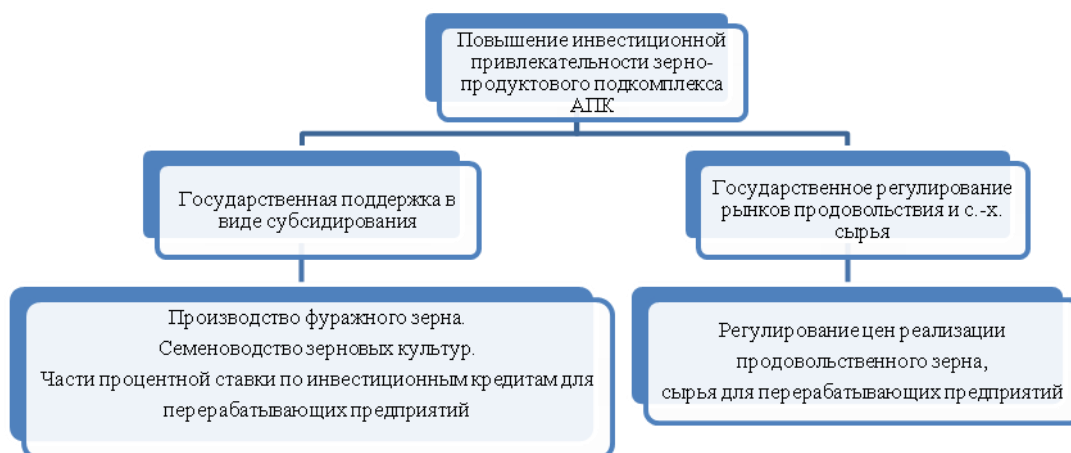 Повышение инвестиционной
привлекательности зерно-
продуктового подкомплекса
АПК
Государственная поддержка в
виде субсидирования
Государственное регулирование
рынков продовольствия и с.-х.
сырья
Производство фуражного зерна.
Семеноводство зерновых культур.
Части процентной ставки по инвестиционным кредитам для
перерабатывающих предприятий
Регулирование цен реализации
продовольственного зерна,
сырья для перерабатывающих предприятий